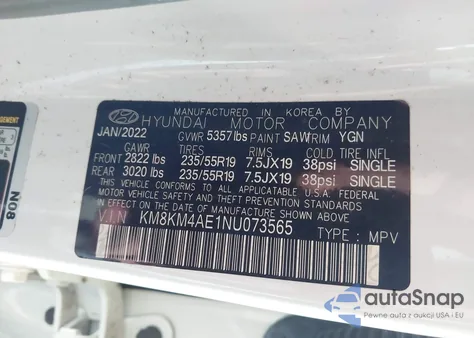 MANUFACTURED IN KOREA BY
HYUNDAI MOTOR COMPANY
JAN/2022 GVWR 5357lbs PAINT SAW TRIM YGN
GAWR TIRES RIMS COLD TIRE INFL
FRONT 2822 lbs 235/55R19 7.5JX19 38psi SINGLE
REAR 3020 lbs 235/55R19 7.5JX19 38psi SINGLE
THIS VEHICLE CONFORMS TO ALL APPLICABLE FEDERAL
MOTOR VEHICLE SAFETY AND THEFT PREVENTION STANDARDS
IN EFFECT ON THE DATE OF MANUFACTURE SHOWN ABOVE.
V.I.N KM8KM4AE1NU073565
TYPE : MPV
N08
autoSnap
Pewne auta z aukcji USA i EU